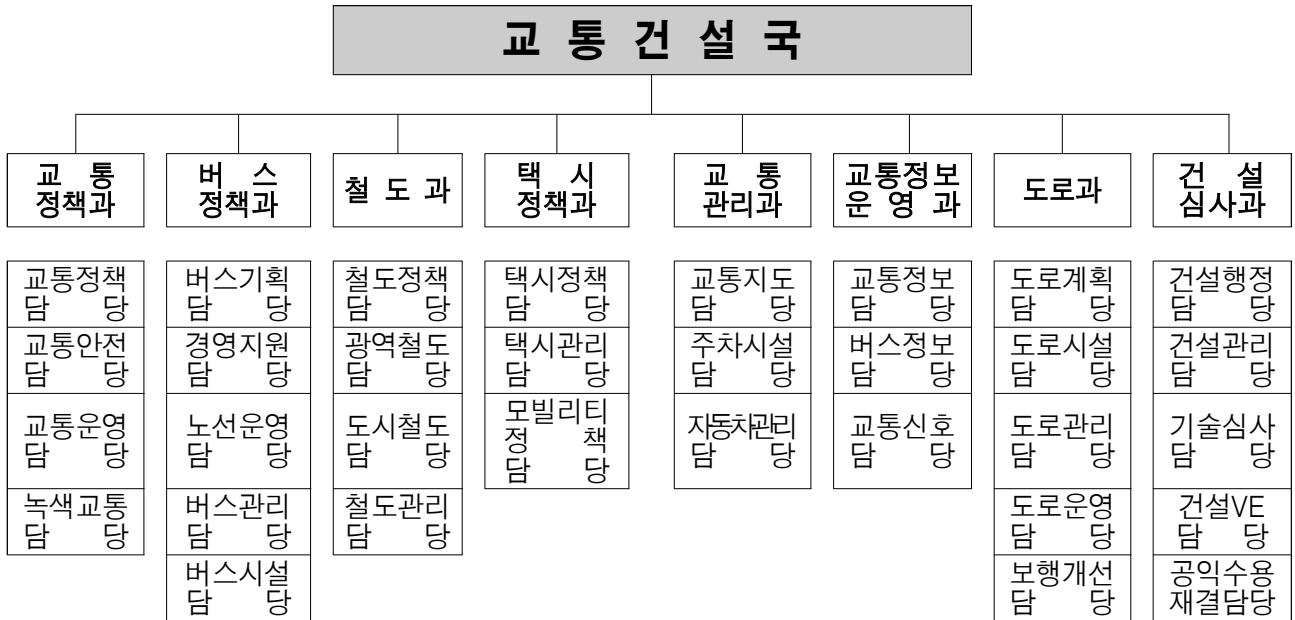 교 통 건 설 국
교 통
정책과
버 스
정책과
철 도 과
택 시
정책과
교 통
관리과
교통정보
운 영 과
도로과
건 설
심사과
교통정책
담 당
교통안전
담 당
교통운영
담 당
녹색교통
담 당
버스기획
담 당
경영지원
담 당
노선운영
담 당
버스관리
담 당
버스시설
담 당
철도정책
담 당
광역철도
담 당
도시철도
담 당
철도관리
담 당
택시정책
담 당
택시관리
담 당
모빌리티
정 책
담 당
교통지도
담 당
주차시설
담 당
자동차관리
담 당
교통정보
담 당
버스정보
담 당
교통신호
담 당
도로계획
담 당
도로시설
담 당
도로관리
담 당
도로운영
담 당
보행개선
담 당
건설행정
담 당
건설관리
담 당
기술심사
담 당
건설VE
담 당
공익수용
재결담당